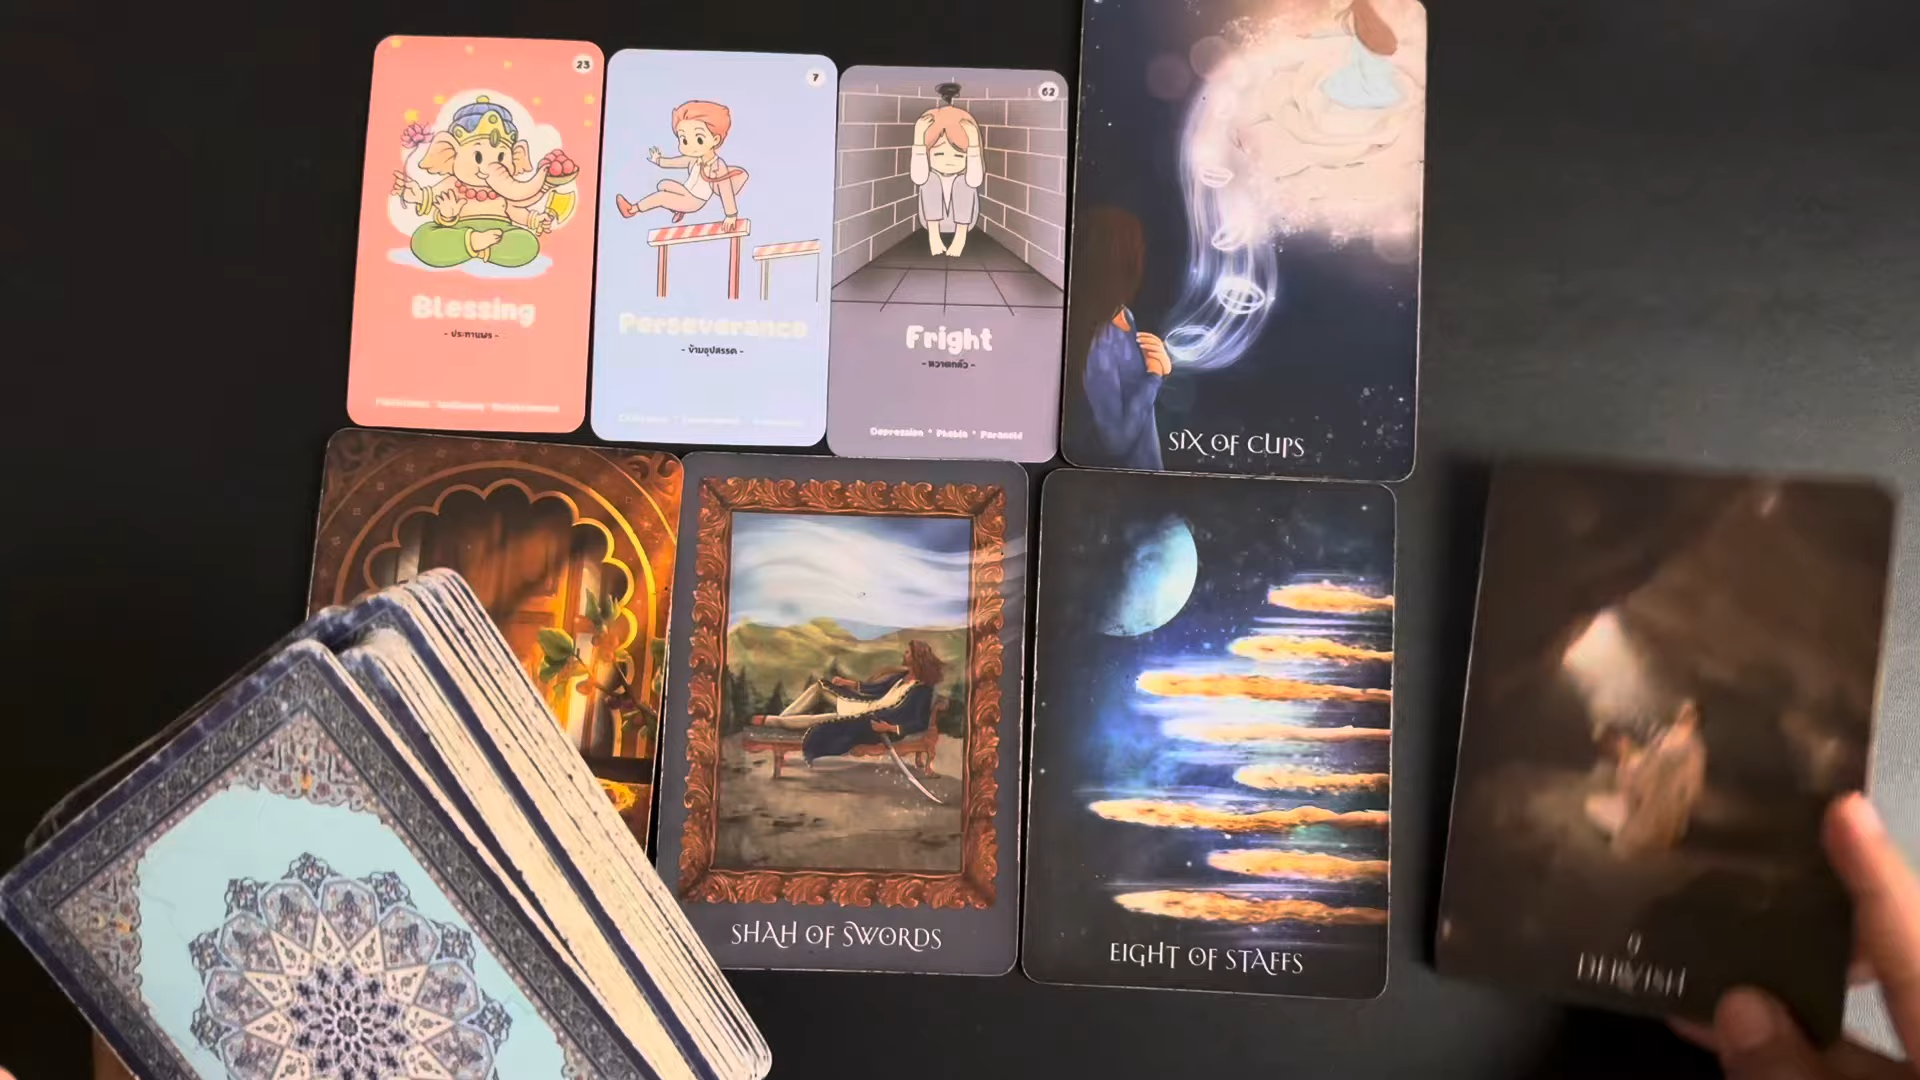 23
Blessing
- ประทานพร -
7
Perseverance
- ข้ามอุปสรรค -
62
Fright
- หวาดกลัว -
Depression * Phobia * Paranoid
SIX OF CUPS
SHAH OF SWORDS
EIGHT OF STAFFS
0
DERVISH